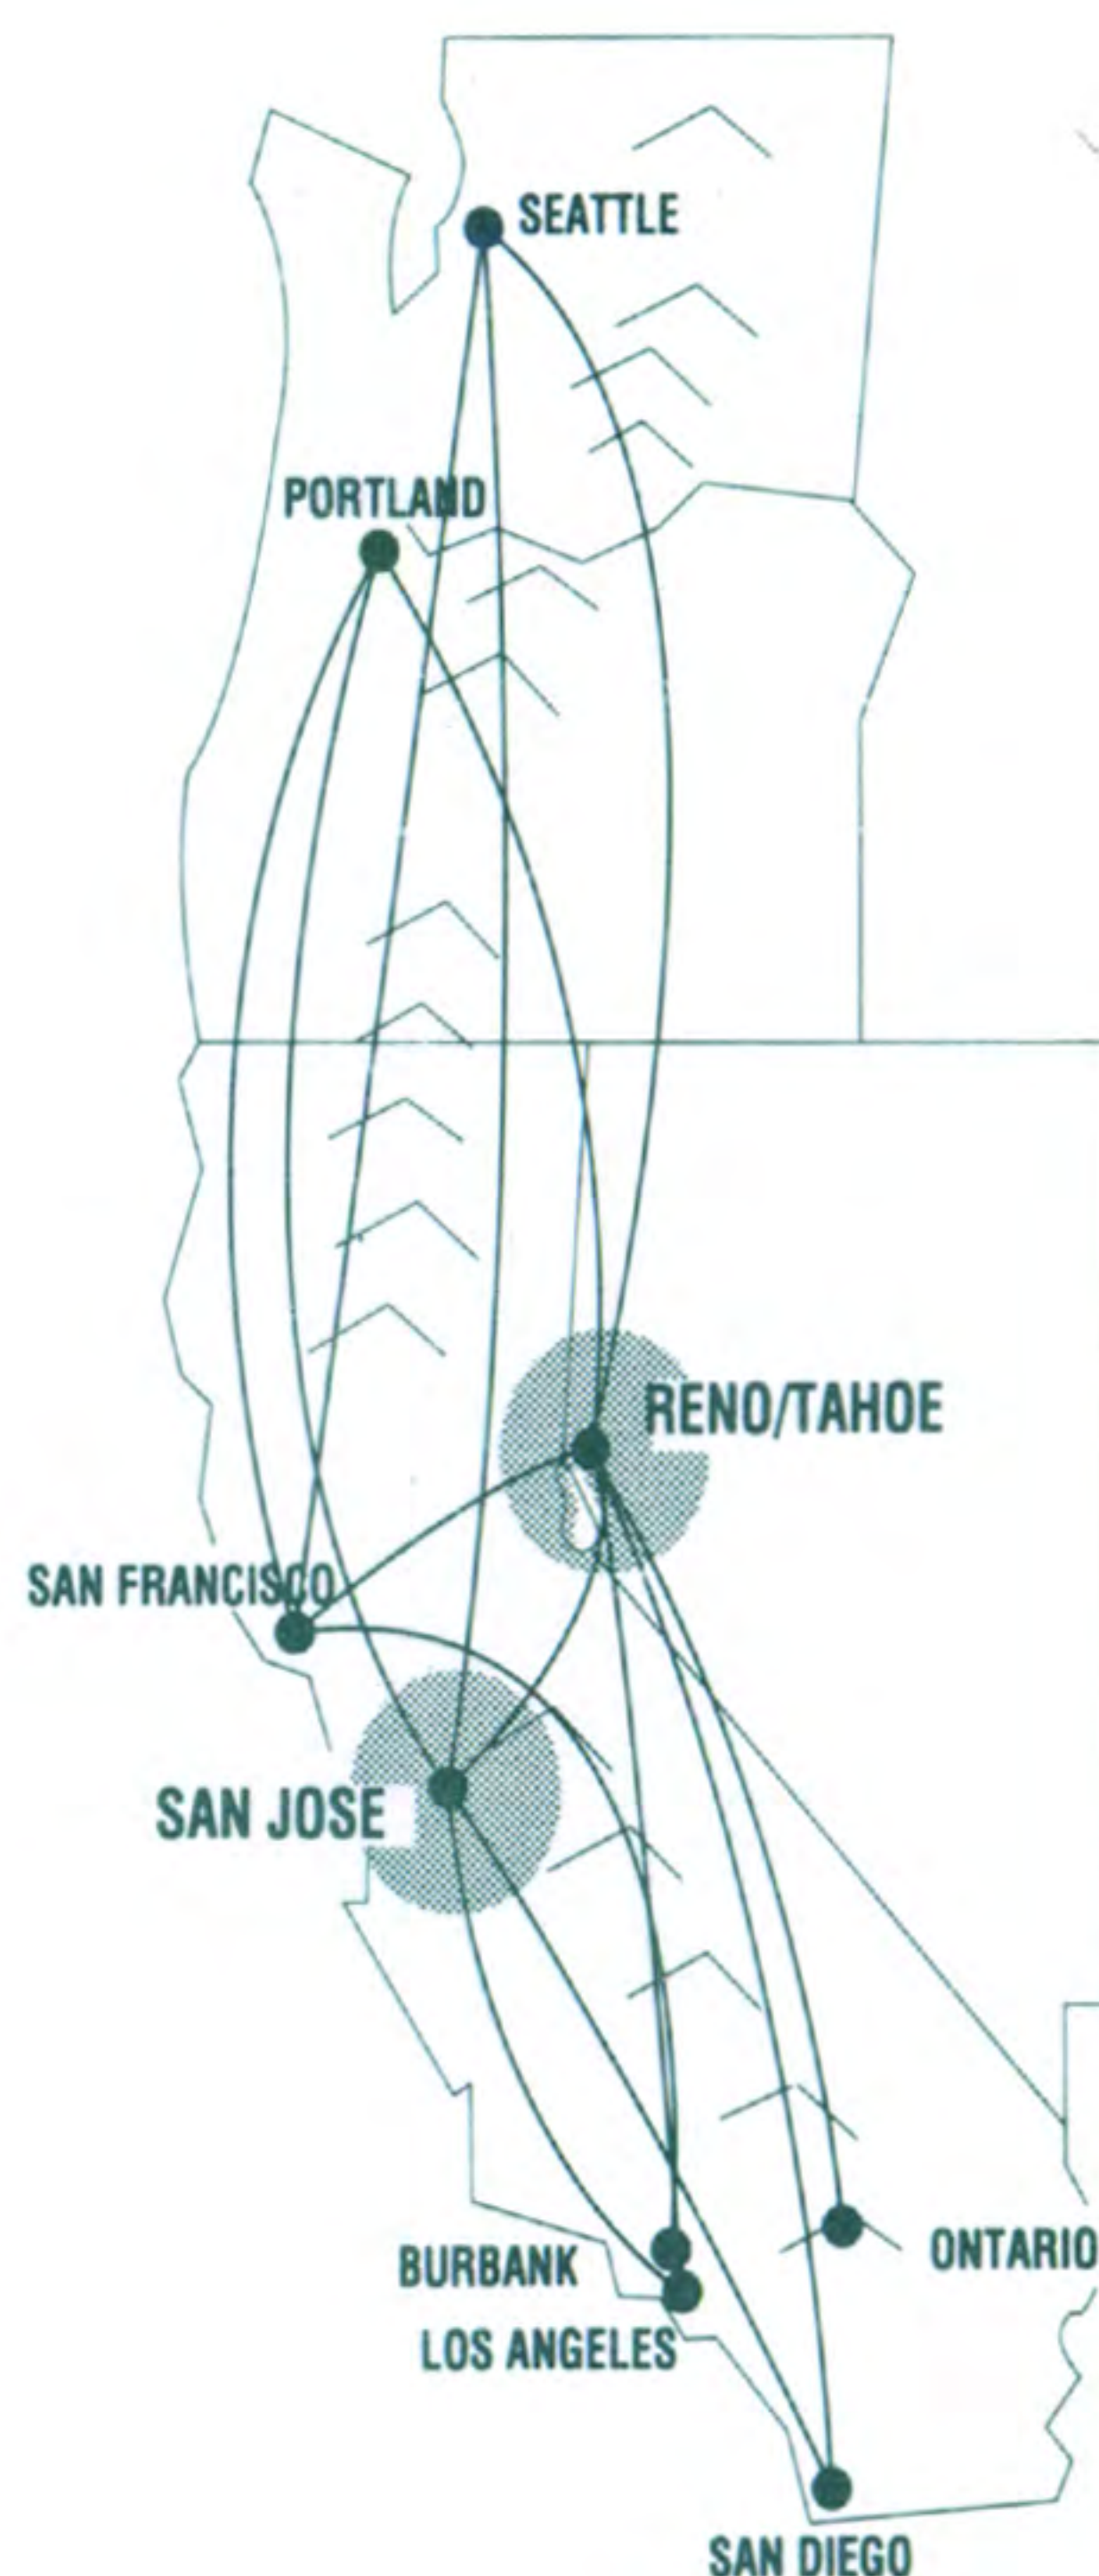 SEATTLE
PORTLAND
RENO/TAHOE
SAN FRANCISCO
SAN JOSE
BURBANK
ONTARIO
LOS ANGELES
SAN DIEGO